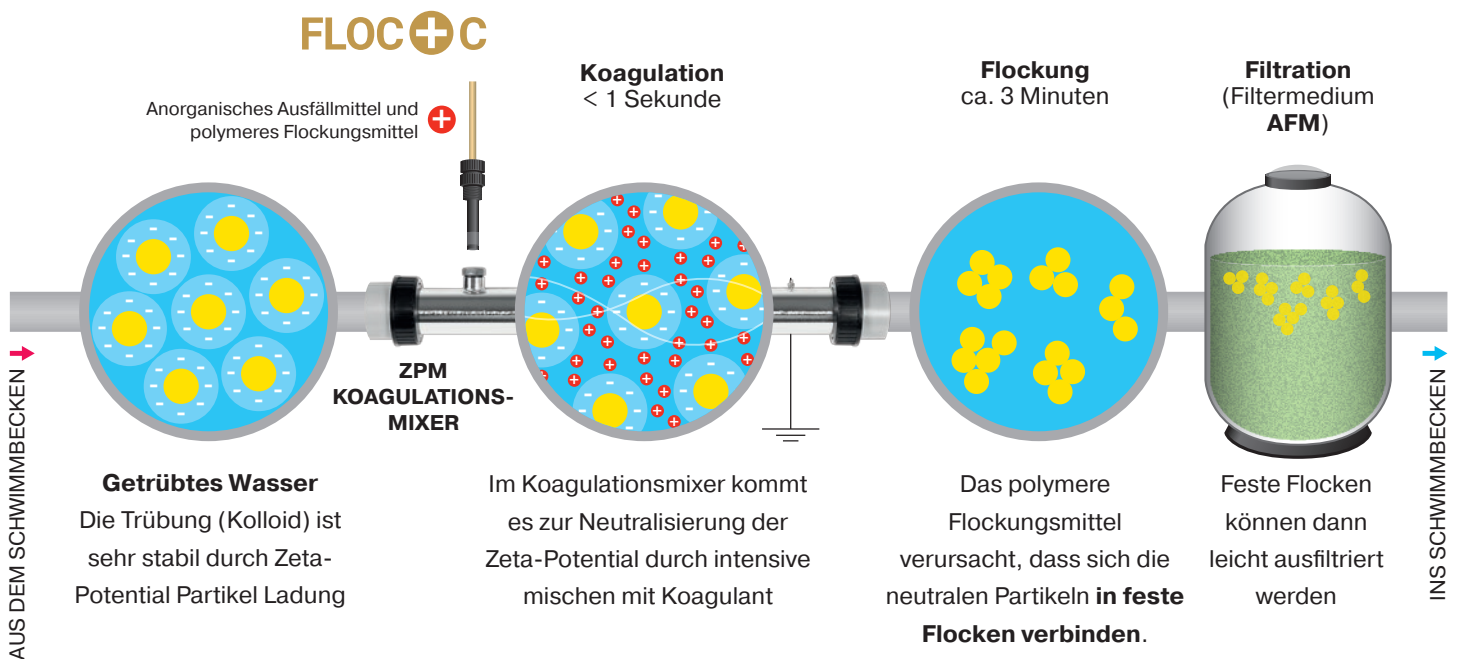 FLOC+C
Anorganisches Ausfällmittel und
polymeres Flockungsmittel
Koagulation
< 1 Sekunde
Flockung
ca. 3 Minuten
Filtration
(Filtermedium
AFM)
AUS DEM SCHWIMMBECKEN
ZPM
KOAGULATIONS-
MIXER
INS SCHWIMMBECKEN
Getrübtes Wasser
Die Trübung (Kolloid) ist
sehr stabil durch Zeta-
Potential Partikel Ladung
Im Koagulationsmixer kommt
es zur Neutralisierung der
Zeta-Potential durch intensive
mischen mit Koagulant
Das polymere
Flockungsmittel
verursacht, dass sich die
neutralen Partikeln in feste
Flocken verbinden.
Feste Flocken
können dann
leicht ausfiltriert
werden